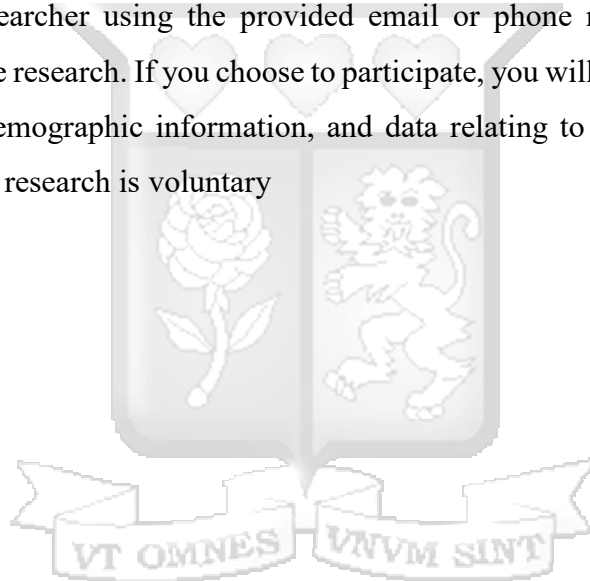 earcher using the provided email or phone
e research. If you choose to participate, you will
emographic information, and data relating to
research is voluntary
VT OMNES VNVM SINT